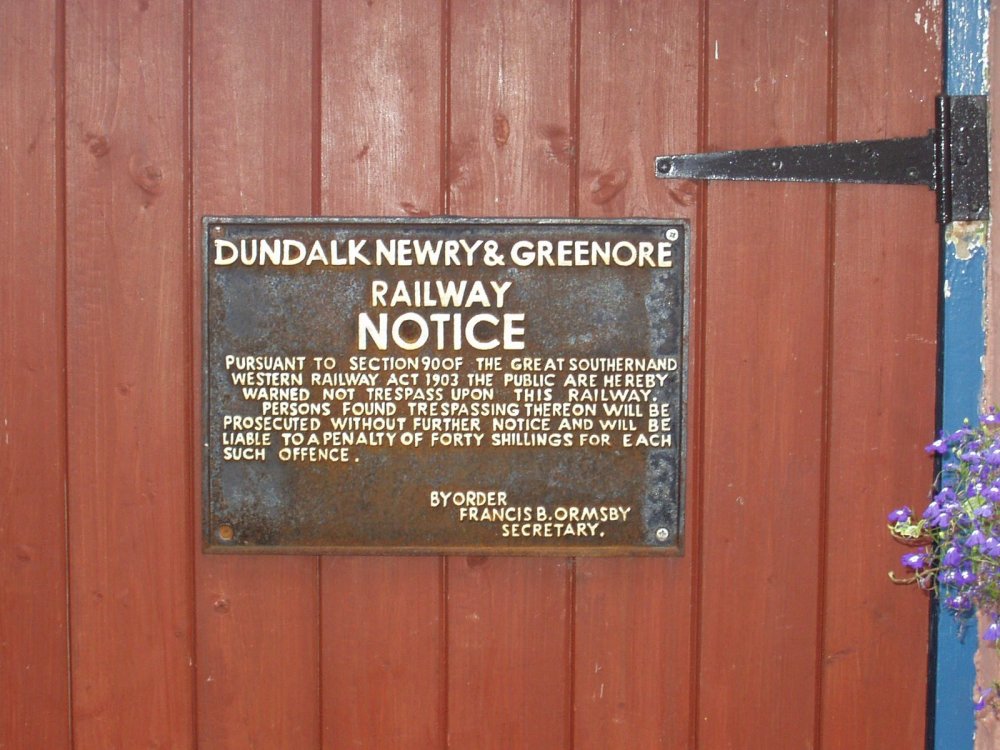 DUNDALK NEWRY & GREENORE
RAILWAY
NOTICE
PURSUANT TO SECTION 90 OF THE GREAT SOUTHERN AND
WESTERN RAILWAY ACT 1903 THE PUBLIC ARE HEREBY
WARNED NOT TRESPASS UPON THIS RAILWAY.
PERSONS FOUND TRESPASSING THEREON WILL BE
PROSECUTED WITHOUT FURTHER NOTICE AND WILL BE
LIABLE TO A PENALTY OF FORTY SHILLINGS FOR EACH
SUCH OFFENCE.
BY ORDER
FRANCIS B. ORMSBY
SECRETARY.